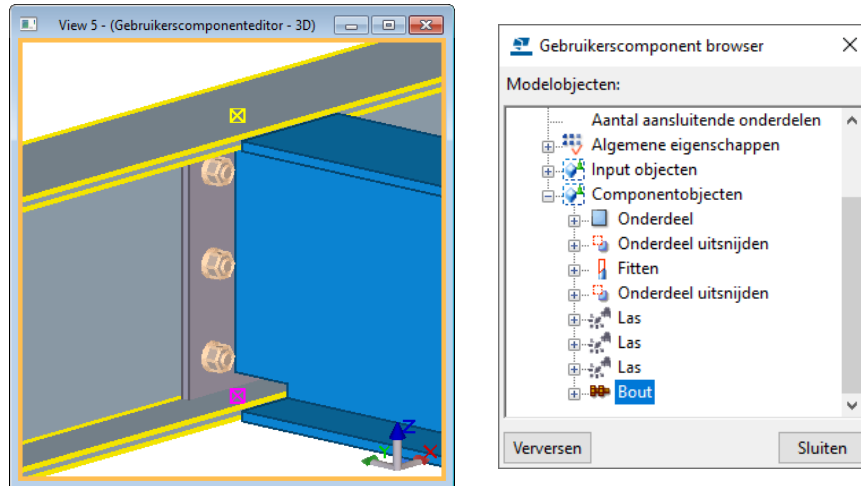 View 5 - (Gebruikerscomponenteditor - 3D)
Z
X
Y
Gebruikerscomponent browser
Modelobjecten:
Aantal aansluitende onderdelen
Algemene eigenschappen
Input objecten
Componentobjecten
Onderdeel
Onderdeel uitsnijden
Fitten
Onderdeel uitsnijden
Las
Las
Las
Bout
Verversen
Sluiten